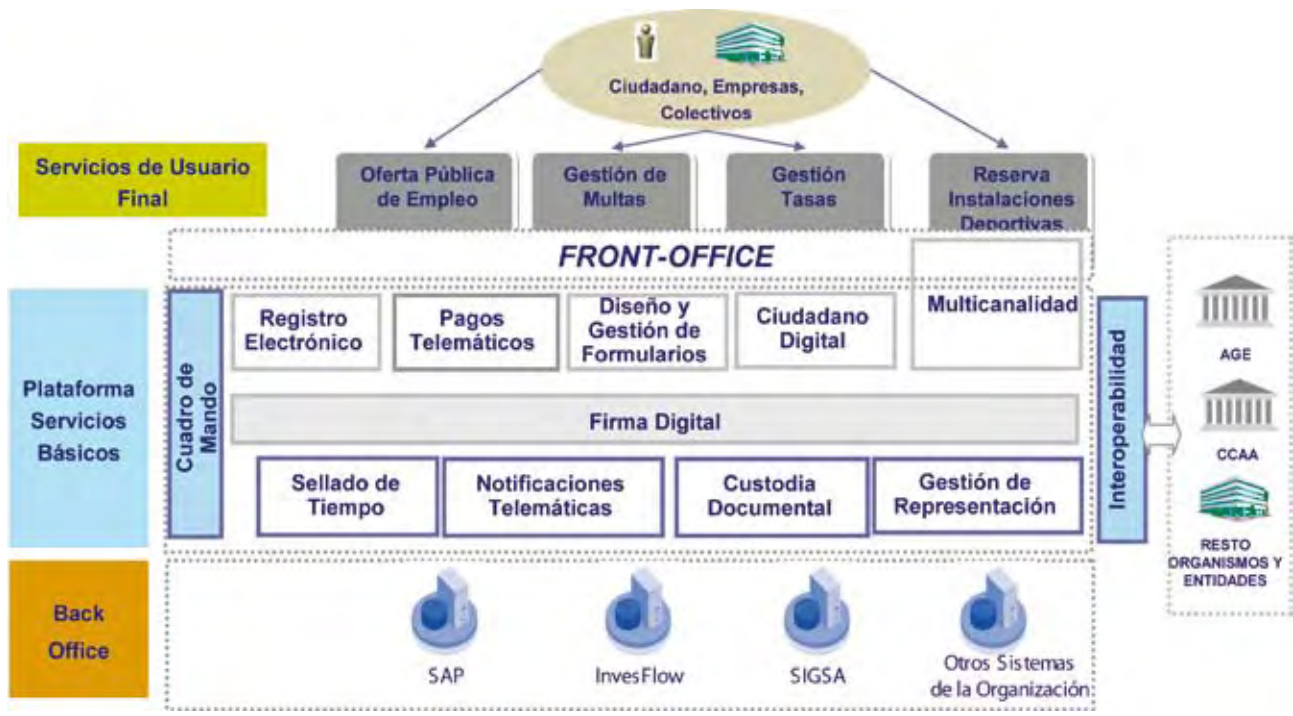 Ciudadano, Empresas,
Colectivos
Servicios de Usuario
Final
Oferta Pública
de Empleo
Gestión de
Multas
Gestión
Tasas
Reserva
Instalaciones
Deportivas
FRONT-OFFICE
Plataforma
Servicios
Básicos
Cuadro de
Mando
Registro
Electrónico
Pagos
Telemáticos
Diseño y
Gestión de
Formularios
Ciudadano
Digital
Multicanalidad
Firma Digital
Sellado de
Tiempo
Notificaciones
Telemáticas
Custodia
Documental
Gestión de
Representación
Interoperabilidad
AGE
CCAA
RESTO
ORGANISMOS Y
ENTIDADES
Back
Office
SAP
InvesFlow
SIGSA
Otros Sistemas
de la Organización